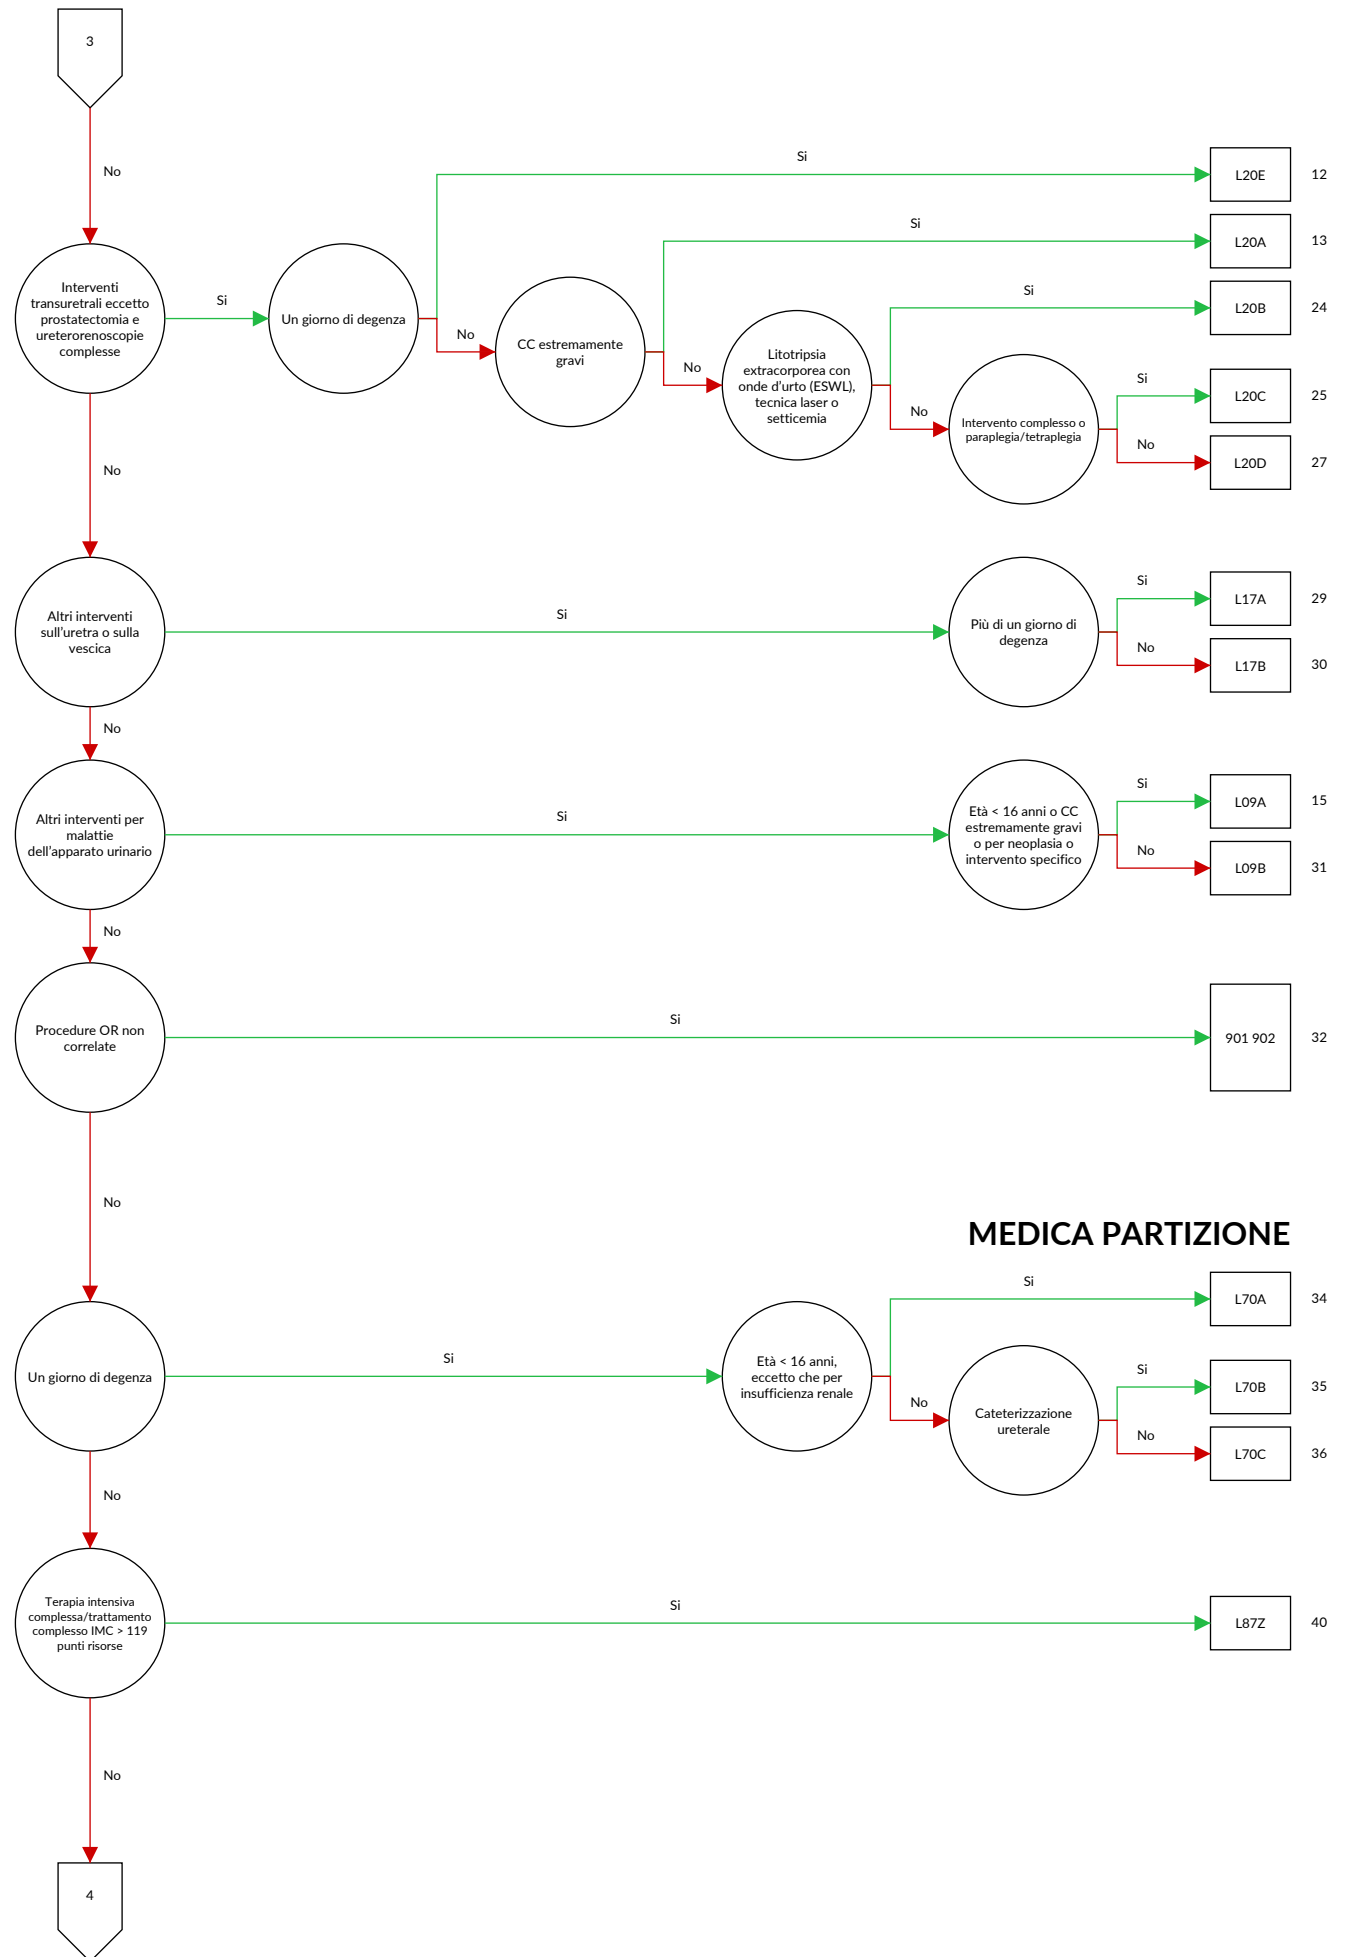 3
No
Si
L20E
12
Si
L20A
13
Interventi
transuretrali eccetto
prostatectomia e
ureterorenoscopie
complesse
Si
Un giorno di degenza
No
CC estremamente
gravi
No
Litotripsia
extracorporea con
onde d'urto (ESWL),
tecnica laser o
setticemia
Si
L20B
24
No
Intervento complesso o
paraplegia/tetraplegia
Si
L20C
25
No
L20D
27
No
Altri interventi
sull'uretra o sulla
vescica
Si
Più di un giorno di
degenza
Si
L17A
29
No
L17B
30
No
Altri interventi per
malattie
dell'apparato urinario
Si
Età < 16 anni o CC
estremamente gravi
o per neoplasia o
intervento specifico
Si
L09A
15
No
L09B
31
No
Procedure OR non
correlate
Si
901 902
32
No
MEDICA PARTIZIONE
Un giorno di degenza
Si
Età < 16 anni,
eccetto che per
insufficienza renale
Si
L70A
34
No
Cateterizzazione
ureterale
Si
L70B
35
No
L70C
36
No
Terapia intensiva
complessa/trattamento
complesso IMC > 119
punti risorse
Si
L87Z
40
No
4